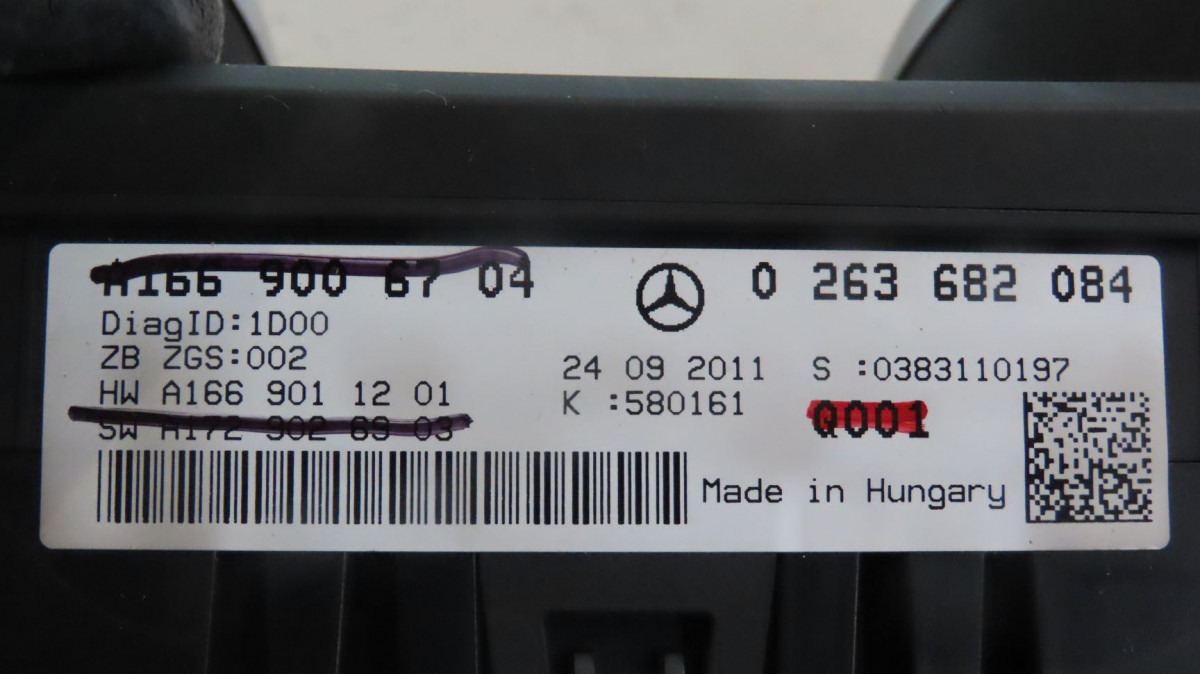 A166 900 67 04
0 263 682 084
DiagID:1D00
ZB ZGS:002
24 09 2011 S :0383110197
HW A166 901 12 01
K :580161
Q001
SW A172 902 69 03
Made in Hungary